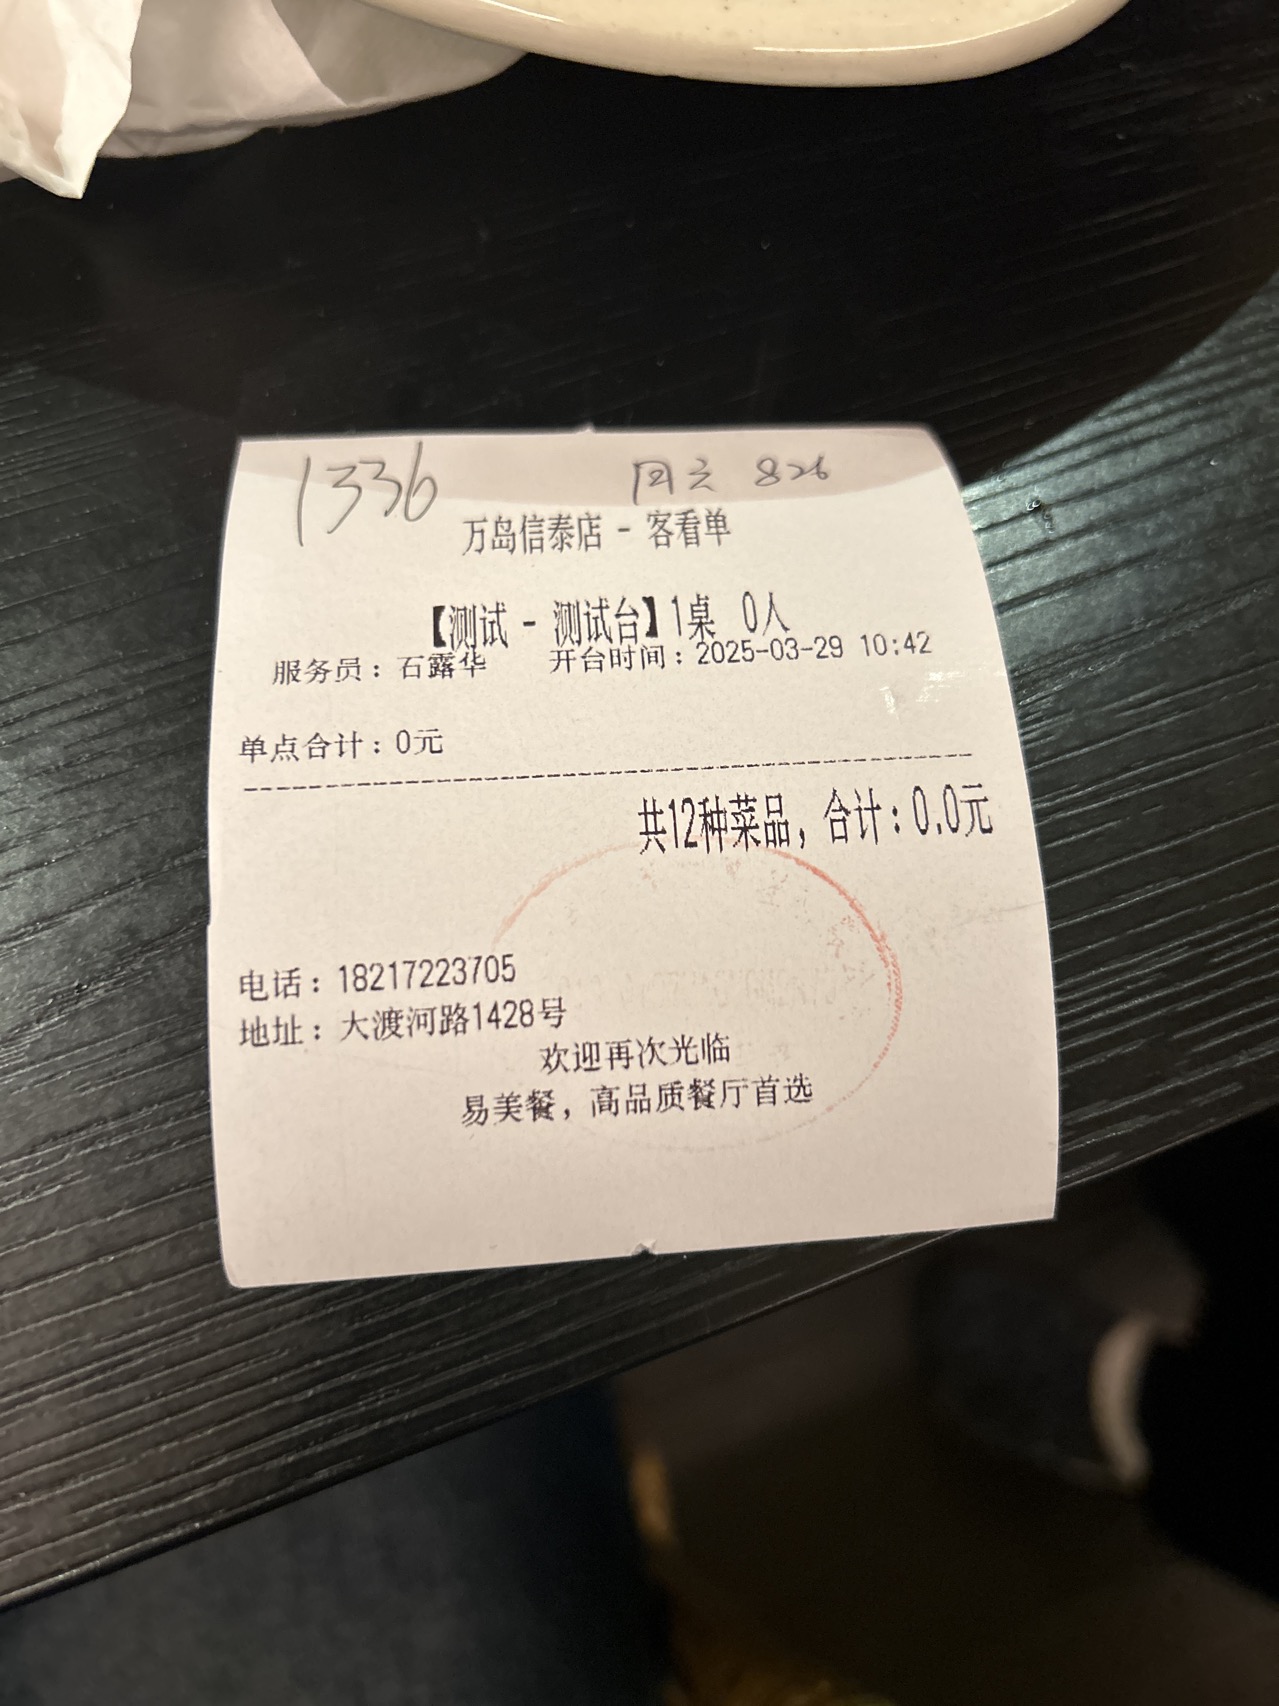 1336
826
万岛信泰店 - 客看单
【测试 - 测试台】1桌 0人
服务员：石露华 开台时间：2025-03-29 10:42
单点合计：0元
共12种菜品，合计：0.0元
电话：18217223705
地址：大渡河路1428号
欢迎再次光临
易美餐，高品质餐厅首选